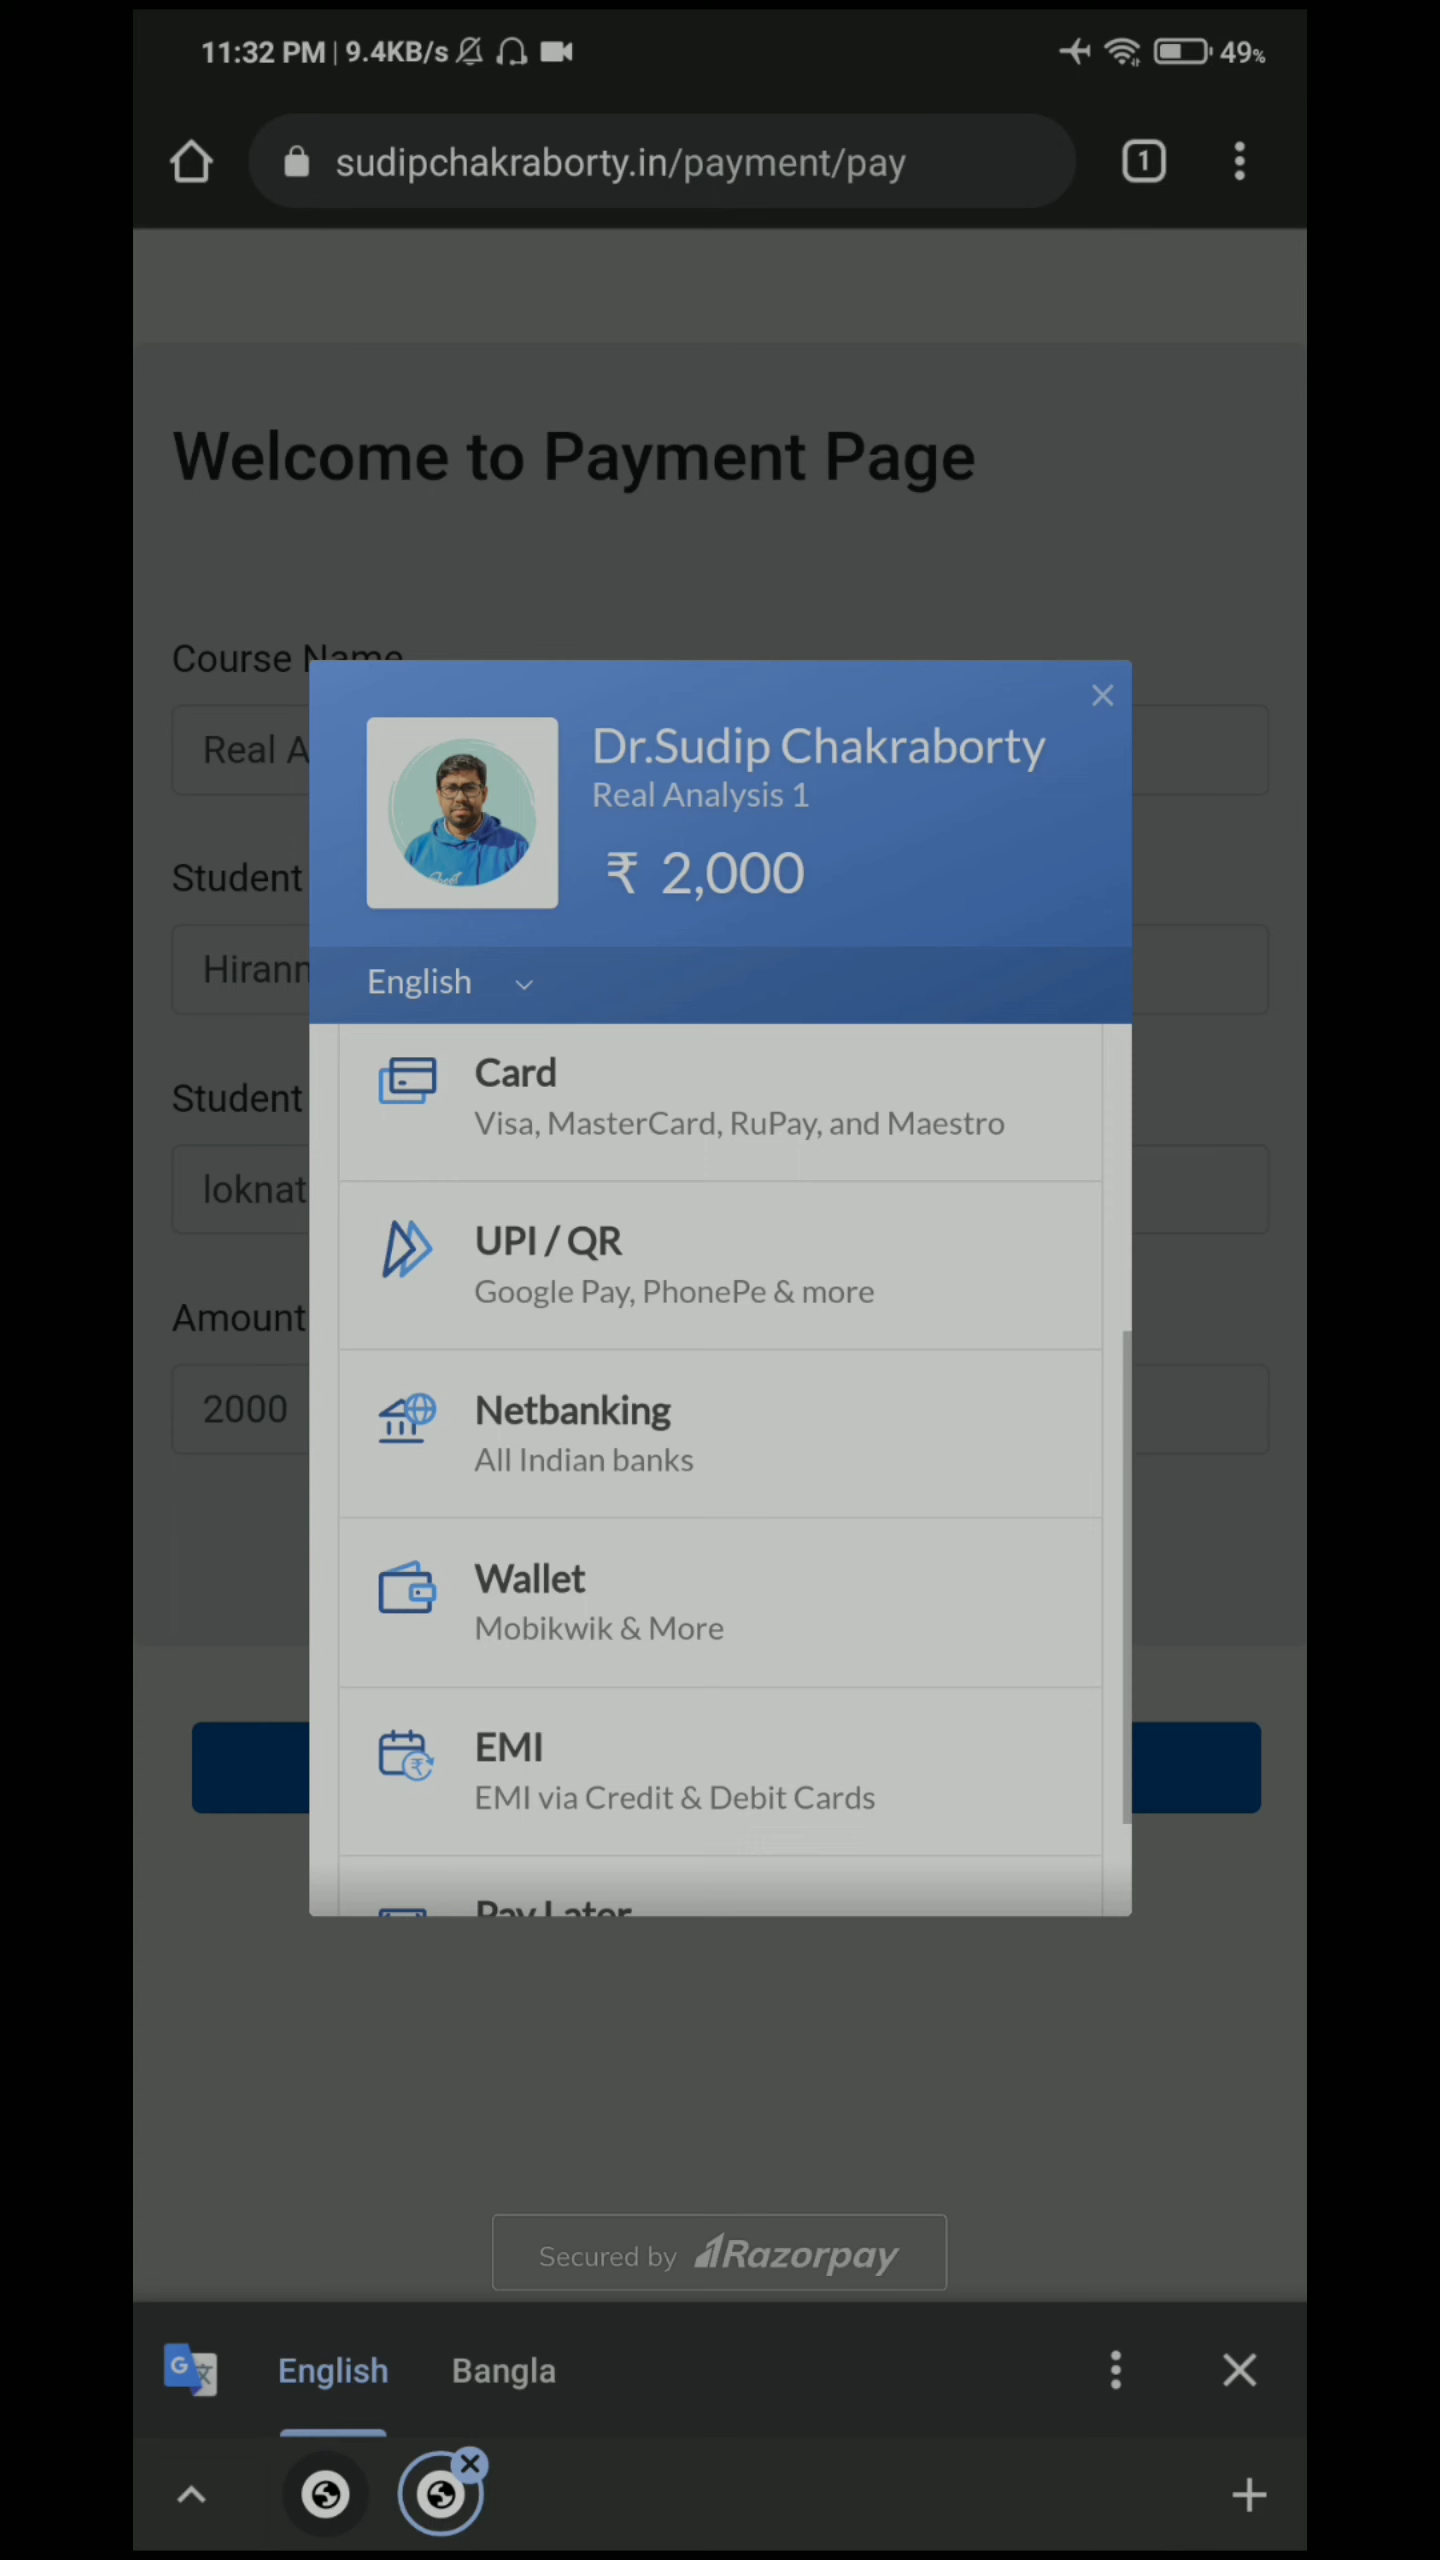 11:32 PM | 9.4KB/s 49%
sudipchakraborty.in/payment/pay 1
Welcome to Payment Page
Course Name
Dr.Sudip Chakraborty
Real Analysis 1
₹ 2,000
English
Real A
Student
Hirann
Student
loknat
Amount
2000
Card
Visa, MasterCard, RuPay, and Maestro
UPI / QR
Google Pay, PhonePe & more
Netbanking
All Indian banks
Wallet
Mobikwik & More
EMI
EMI via Credit & Debit Cards
Pay Later
Secured by Razorpay
English Bangla